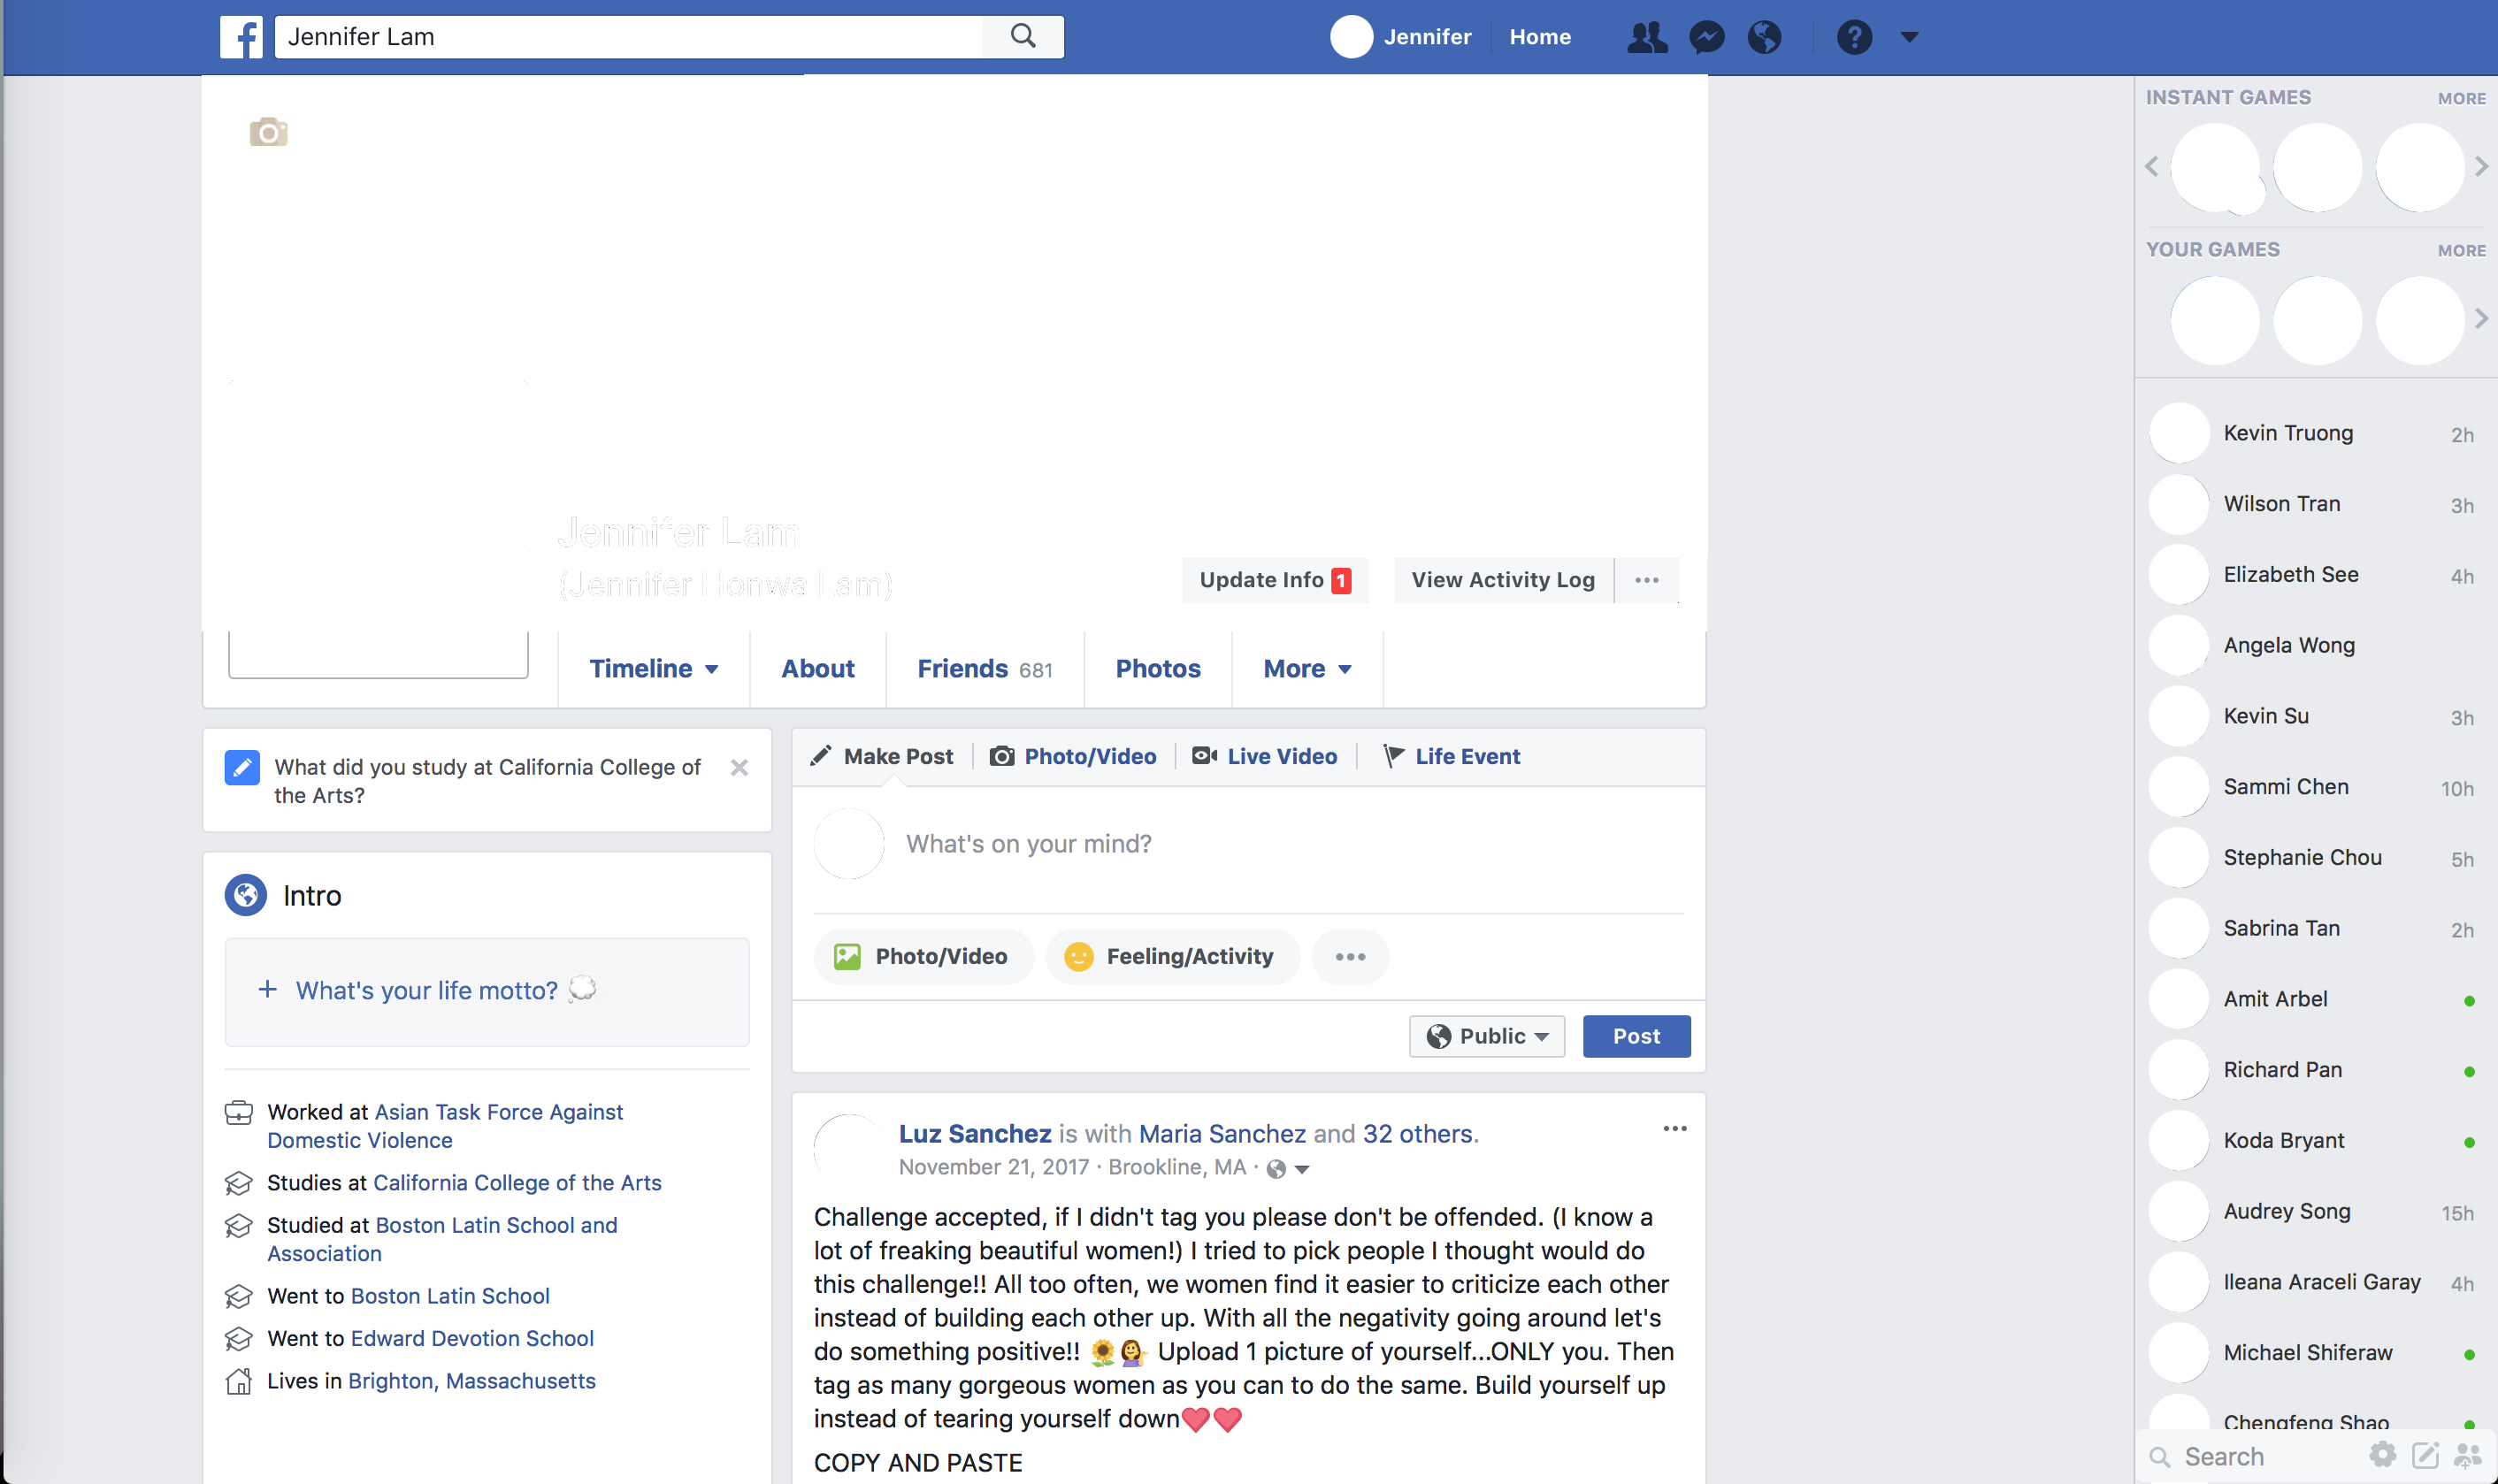 Jennifer Lam
Jennifer
Home
Jennifer Lam
(Jennifer Honwa Lam)
Update Info 1
View Activity Log
Timeline
About
Friends 681
Photos
More
What did you study at California College of
the Arts?
Intro
+ What's your life motto? 💭
Worked at Asian Task Force Against
Domestic Violence
Studies at California College of the Arts
Studied at Boston Latin School and
Association
Went to Boston Latin School
Went to Edward Devotion School
Lives in Brighton, Massachusetts
Make Post
Photo/Video
Live Video
Life Event
What's on your mind?
Photo/Video
Feeling/Activity
Public
Post
Luz Sanchez is with Maria Sanchez and 32 others.
November 21, 2017 · Brookline, MA ·
Challenge accepted, if I didn't tag you please don't be offended. (I know a
lot of freaking beautiful women!) I tried to pick people I thought would do
this challenge!! All too often, we women find it easier to criticize each other
instead of building each other up. With all the negativity going around let's
do something positive!! 🌻💁 Upload 1 picture of yourself...ONLY you. Then
tag as many gorgeous women as you can to do the same. Build yourself up
instead of tearing yourself down❤️❤️
COPY AND PASTE
INSTANT GAMES MORE
YOUR GAMES MORE
Kevin Truong 2h
Wilson Tran 3h
Elizabeth See 4h
Angela Wong
Kevin Su 3h
Sammi Chen 10h
Stephanie Chou 5h
Sabrina Tan 2h
Amit Arbel
Richard Pan
Koda Bryant
Audrey Song 15h
Ileana Araceli Garay 4h
Michael Shiferaw
Chengfeng Shao
Search